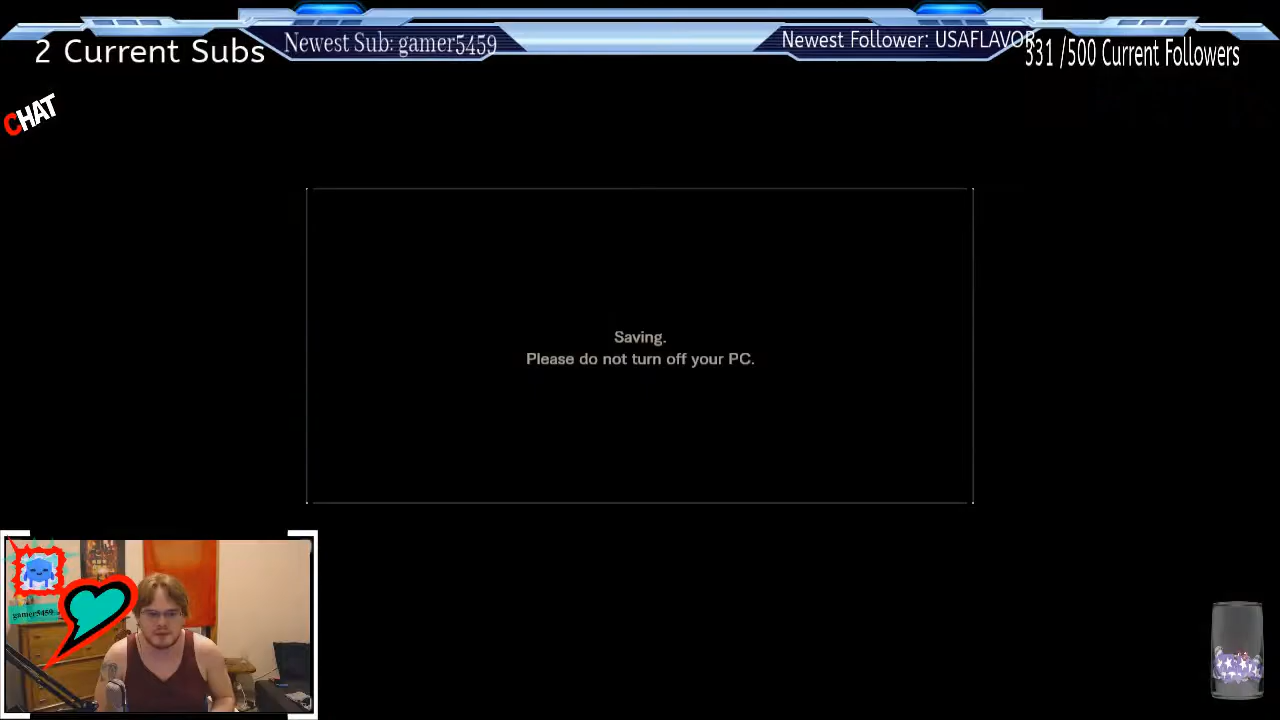 2 Current Subs
Newest Sub: gamer5459
Newest Follower: USAFLAVOR
331 /500 Current Followers
CHAT
Saving.
Please do not turn off your PC.
gamer5459